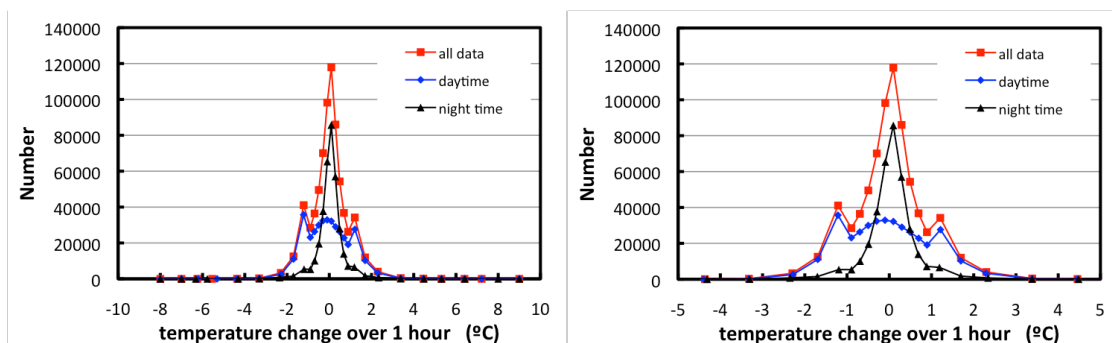 140000
120000
100000
80000
60000
40000
20000
0
Number
all data
daytime
night time
-10 -8 -6 -4 -2 0 2 4 6 8 10
temperature change over 1 hour (ºC)
140000
120000
100000
80000
60000
40000
20000
0
Number
all data
daytime
night time
-5 -4 -3 -2 -1 0 1 2 3 4 5
temperature change over 1 hour (ºC)